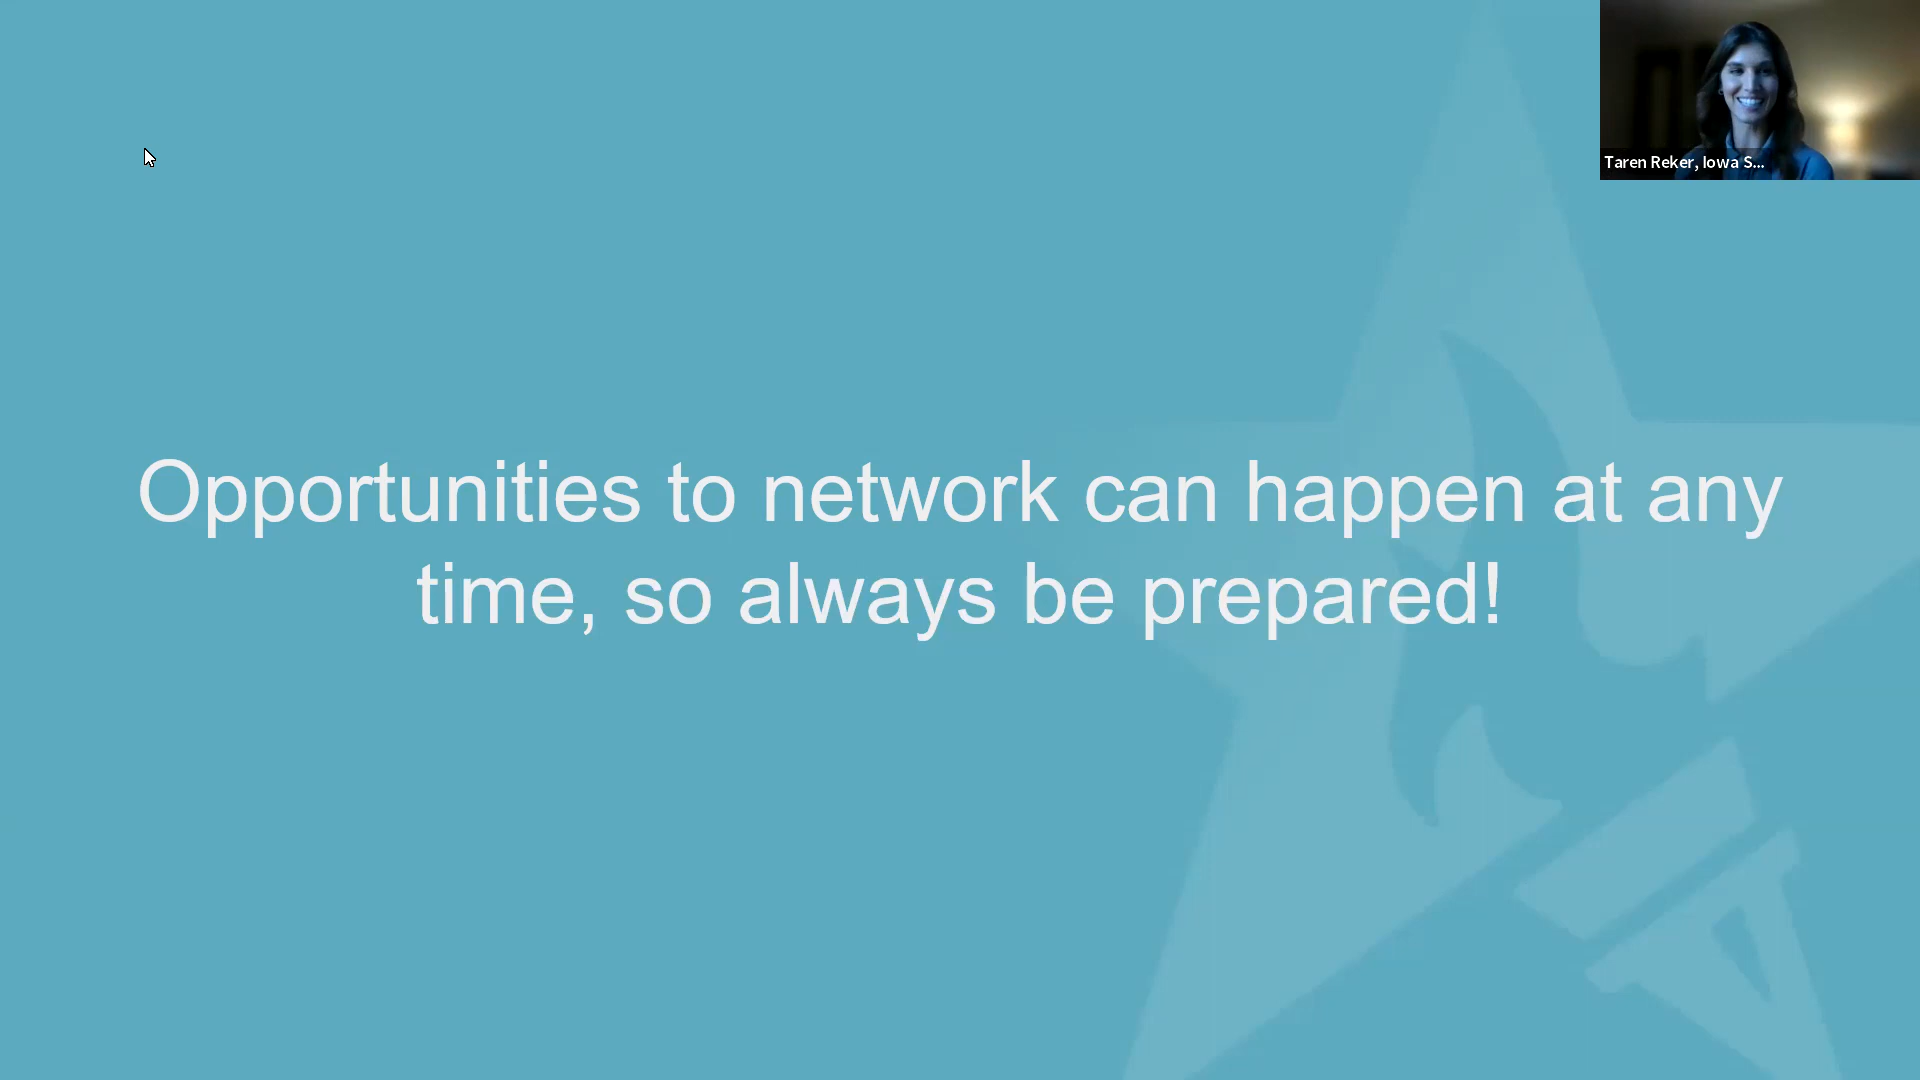 Taren Reker, Iowa S...
Opportunities to network can happen at any
time, so always be prepared!